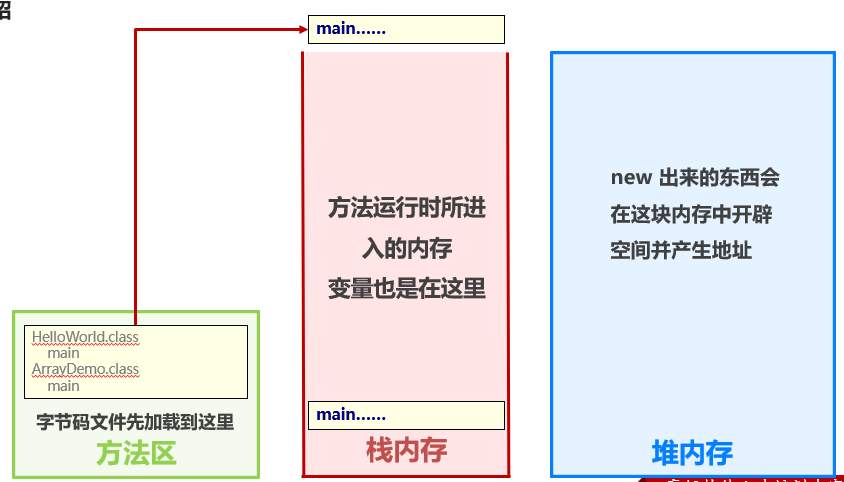 绍
main......
new 出来的东西会
在这块内存中开辟
空间并产生地址
方法运行时所进
入的内存
变量也是在这里
HelloWorld.class
main
ArrayDemo.class
main
字节码文件先加载到这里
方法区
main......
栈内存
堆内存